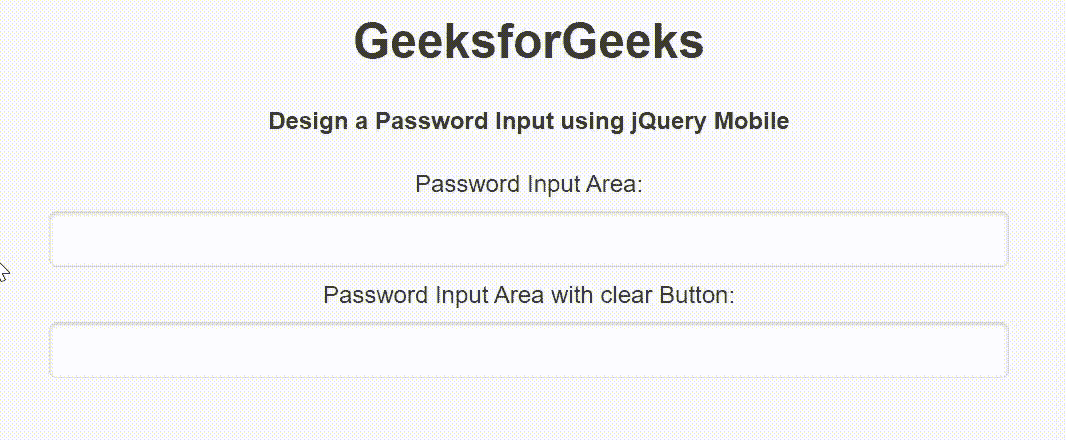 GeeksforGeeks
Design a Password Input using jQuery Mobile
Password Input Area:
Password Input Area with clear Button: